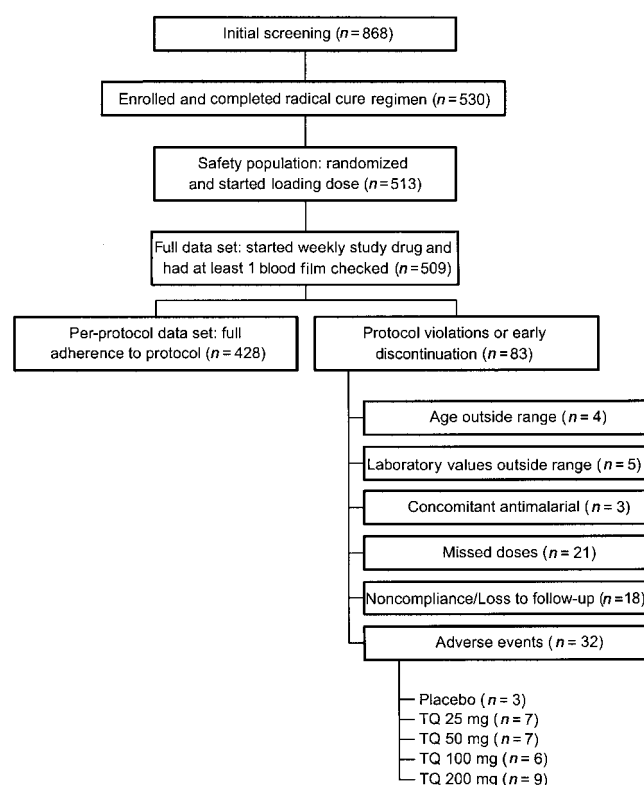 Initial screening (n=868)
Enrolled and completed radical cure regimen (n=530)
Safety population: randomized
and started loading dose (n=513)
Full data set: started weekly study drug and
had at least 1 blood film checked (n=509)
Per-protocol data set: full
adherence to protocol (n=428)
Protocol violations or early
discontinuation (n=83)
Age outside range (n=4)
Laboratory values outside range (n=5)
Concomitant antimalarial (n=3)
Missed doses (n=21)
Noncompliance/Loss to follow-up (n=18)
Adverse events (n=32)
Placebo (n=3)
TQ 25 mg (n=7)
TQ 50 mg (n=7)
TQ 100 mg (n=6)
TQ 200 mg (n=9)